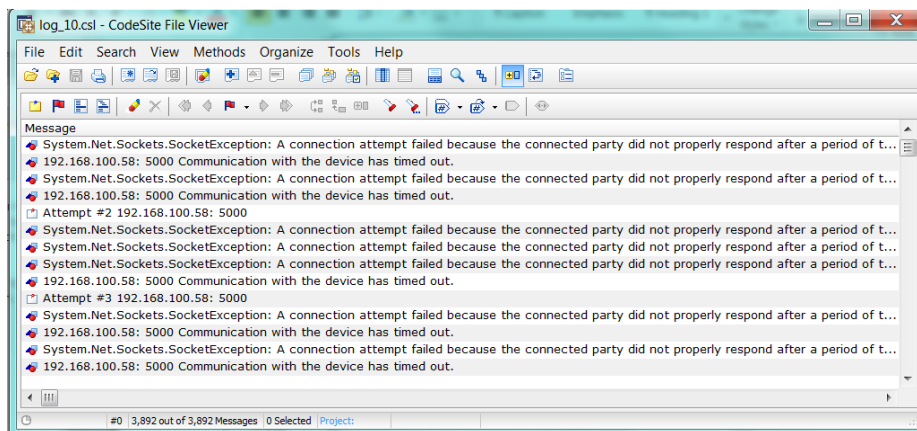 log_10.csl - CodeSite File Viewer
File Edit Search View Methods Organize Tools Help
Message
System.Net.Sockets.SocketException: A connection attempt failed because the connected party did not properly respond after a period of t...
192.168.100.58: 5000 Communication with the device has timed out.
System.Net.Sockets.SocketException: A connection attempt failed because the connected party did not properly respond after a period of t...
192.168.100.58: 5000 Communication with the device has timed out.
Attempt #2 192.168.100.58: 5000
System.Net.Sockets.SocketException: A connection attempt failed because the connected party did not properly respond after a period of t...
System.Net.Sockets.SocketException: A connection attempt failed because the connected party did not properly respond after a period of t...
System.Net.Sockets.SocketException: A connection attempt failed because the connected party did not properly respond after a period of t...
192.168.100.58: 5000 Communication with the device has timed out.
Attempt #3 192.168.100.58: 5000
System.Net.Sockets.SocketException: A connection attempt failed because the connected party did not properly respond after a period of t...
192.168.100.58: 5000 Communication with the device has timed out.
System.Net.Sockets.SocketException: A connection attempt failed because the connected party did not properly respond after a period of t...
192.168.100.58: 5000 Communication with the device has timed out.
#0 3,892 out of 3,892 Messages 0 Selected Project: